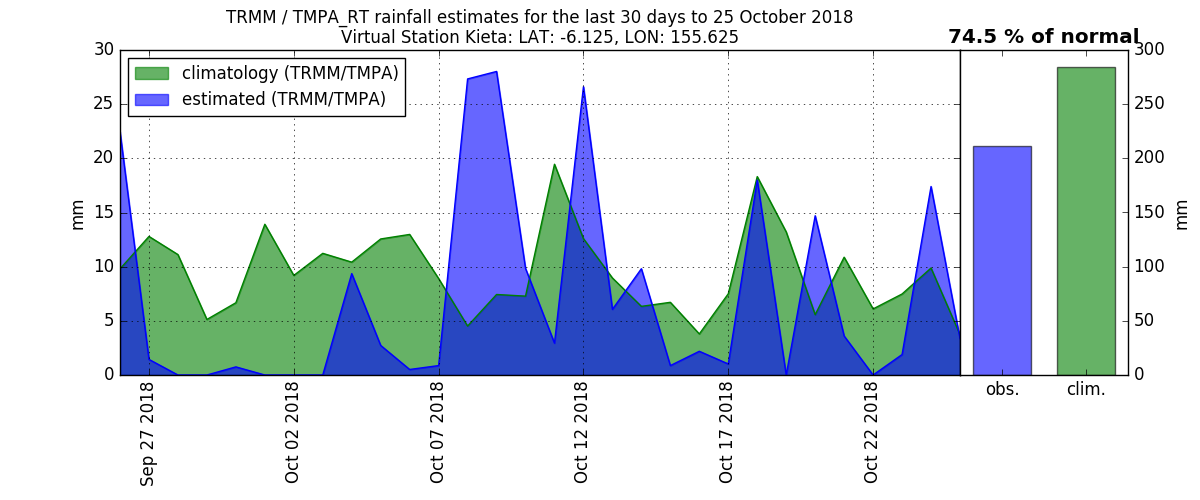 TRMM / TMPA_RT rainfall estimates for the last 30 days to 25 October 2018
Virtual Station Kieta: LAT: -6.125, LON: 155.625
74.5 % of normal
climatology (TRMM/TMPA)
estimated (TRMM/TMPA)
30
25
20
15
10
5
0
mm
Sep 27 2018
Oct 02 2018
Oct 07 2018
Oct 12 2018
Oct 17 2018
Oct 22 2018
300
250
200
150
100
50
0
mm
obs.
clim.